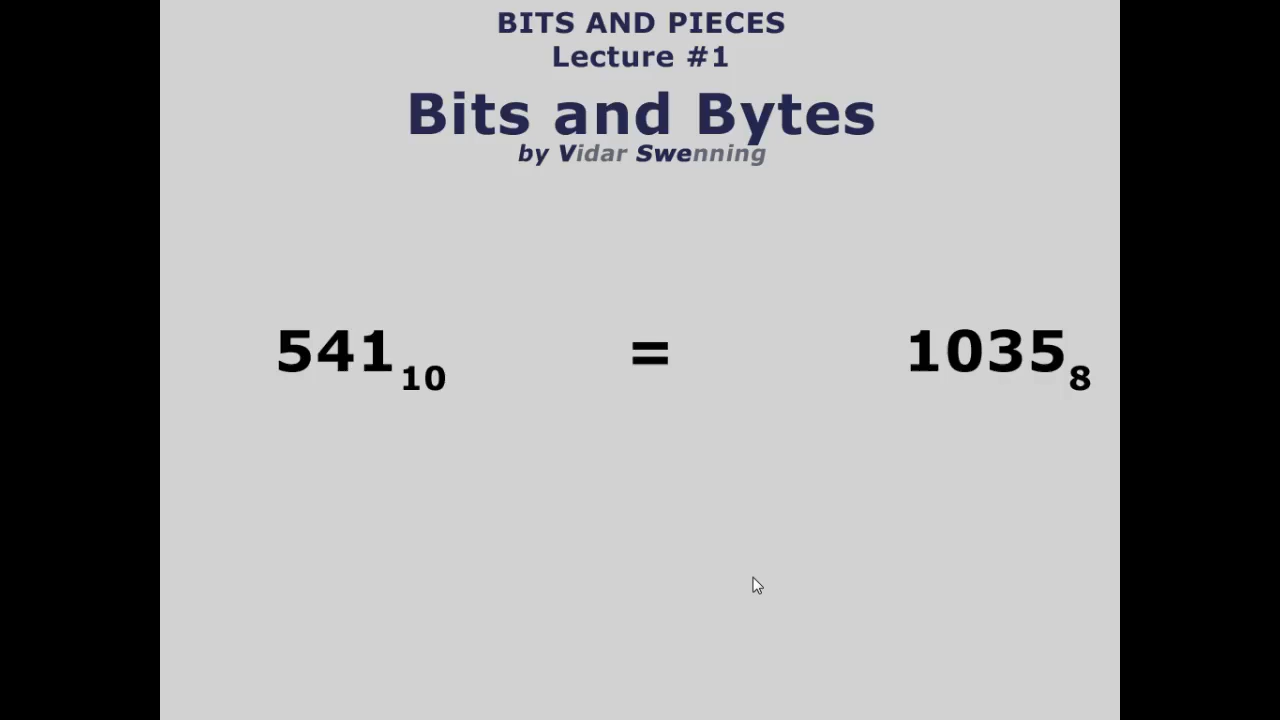 BITS AND PIECES
Lecture #1
Bits and Bytes
by Vidar Swenning
541₁₀ = 1035₈